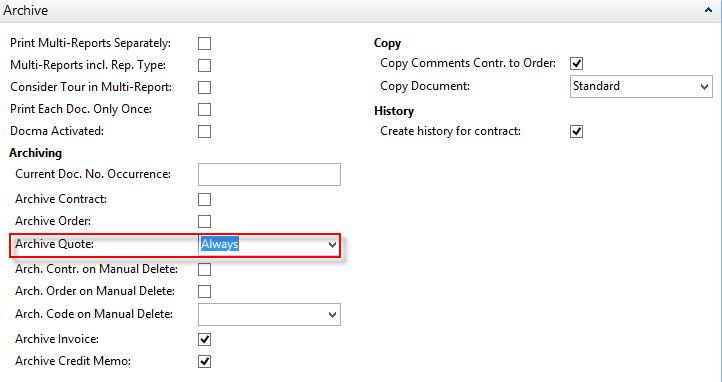 Archive
Print Multi-Reports Separately:
Multi-Reports incl. Rep. Type:
Consider Tour in Multi-Report:
Print Each Doc. Only Once:
Docma Activated:
Archiving
Current Doc. No. Occurrence:
Archive Contract:
Archive Order:
Archive Quote: Always
Arch. Contr. on Manual Delete:
Arch. Order on Manual Delete:
Arch. Code on Manual Delete:
Archive Invoice:
Archive Credit Memo:
Copy
Copy Comments Contr. to Order:
Copy Document: Standard
History
Create history for contract: